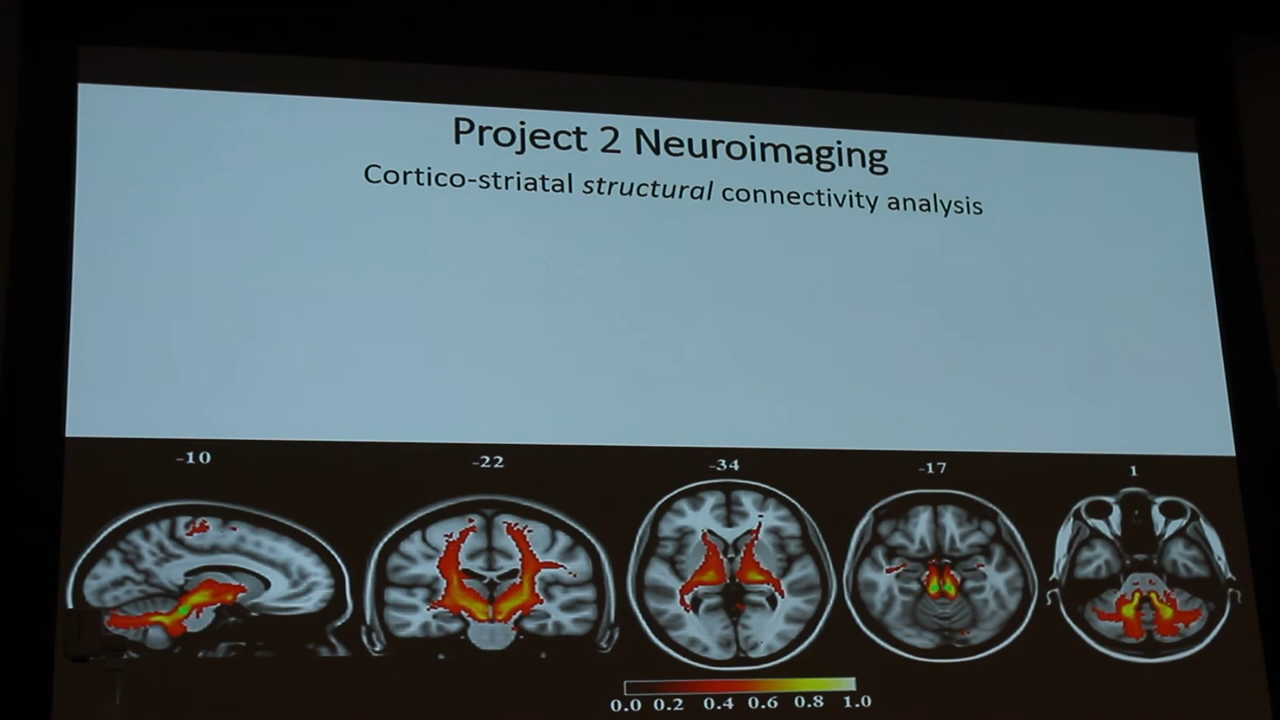 Project 2 Neuroimaging
Cortico-striatal structural connectivity analysis
-10 -22 -34 -17 1
0.0 0.2 0.4 0.6 0.8 1.0